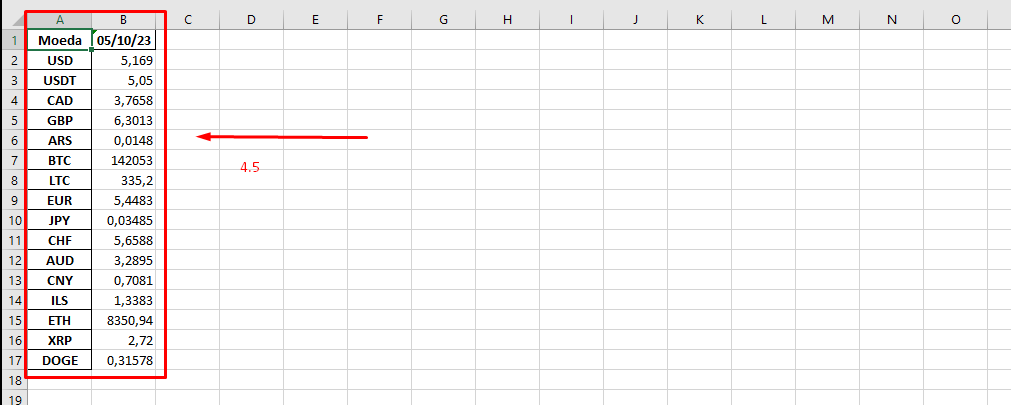 A B C D E F G H I J K L M N O
1 Moeda 05/10/23
2 USD 5,169
3 USDT 5,05
4 CAD 3,7658
5 GBP 6,3013
6 ARS 0,0148
7 BTC 142053
4.5
8 LTC 335,2
9 EUR 5,4483
10 JPY 0,03485
11 CHF 5,6588
12 AUD 3,2895
13 CNY 0,7081
14 ILS 1,3383
15 ETH 8350,94
16 XRP 2,72
17 DOGE 0,31578
18
19